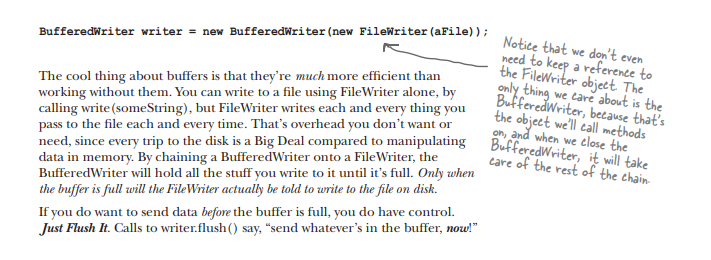 BufferedWriter writer = new BufferedWriter(new FileWriter(aFile));
Notice that we don't even
need to keep a reference to
the FileWriter object. The
only thing we care about is the
BufferedWriter, because that's
the object we'll call methods
on, and when we close the
BufferedWriter, it will take
care of the rest of the chain.
The cool thing about buffers is that they're much more efficient than
working without them. You can write to a file using FileWriter alone, by
calling write(someString), but FileWriter writes each and every thing you
pass to the file each and every time. That's overhead you don't want or
need, since every trip to the disk is a Big Deal compared to manipulating
data in memory. By chaining a BufferedWriter onto a FileWriter, the
BufferedWriter will hold all the stuff you write to it until it's full. Only when
the buffer is full will the FileWriter actually be told to write to the file on disk.
If you do want to send data before the buffer is full, you do have control.
Just Flush It. Calls to writer.flush() say, "send whatever's in the buffer, now!"